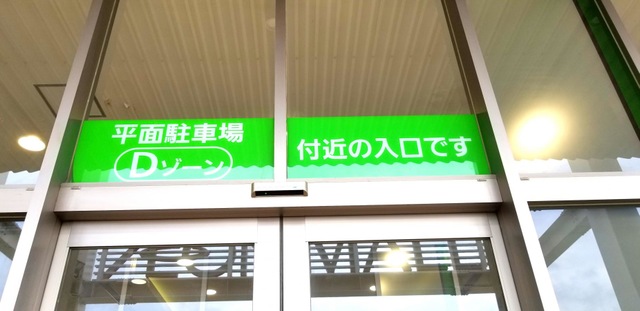 平面駐車場
Dゾーン
付近の入口です